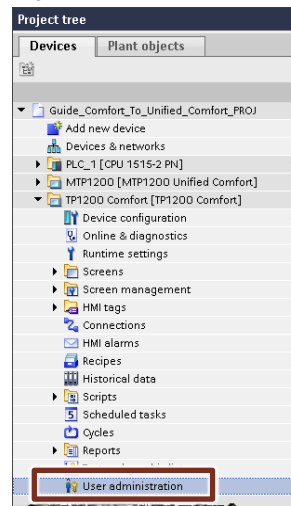 Project tree
Devices
Plant objects
Guide_Comfort_To_Unified_Comfort_PROJ
Add new device
Devices & networks
PLC_1 [CPU 1515-2 PN]
MTP1200 [MTP1200 Unified Comfort]
TP1200 Comfort [TP1200 Comfort]
Device configuration
Online & diagnostics
Runtime settings
Screens
Screen management
HMI tags
Connections
HMI alarms
Recipes
Historical data
Scripts
Scheduled tasks
Cycles
Reports
User administration